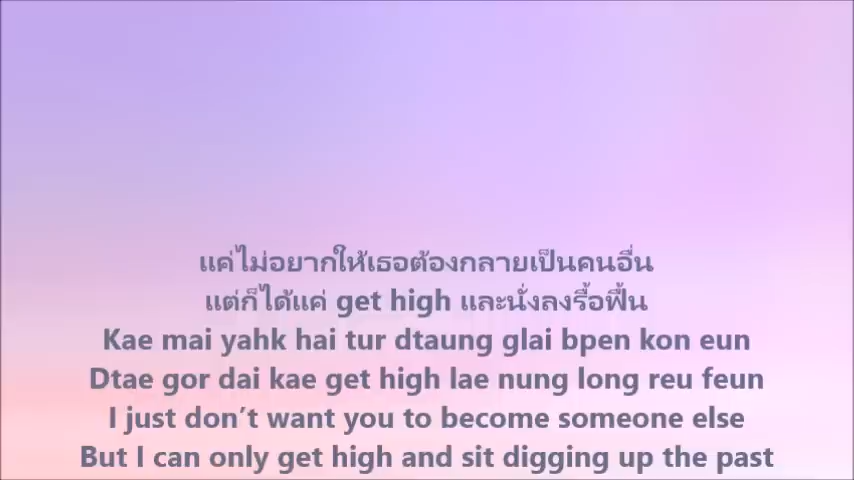 แค่ไม่อยากให้เธอต้องกลายเป็นคนอื่น
แต่ก็ได้แค่ get high และนั่งลงรื้อฟื้น
Kae mai yahk hai tur dtaung glai bpen kon eun
Dtae gor dai kae get high lae nung long reu feun
I just don’t want you to become someone else
But I can only get high and sit digging up the past